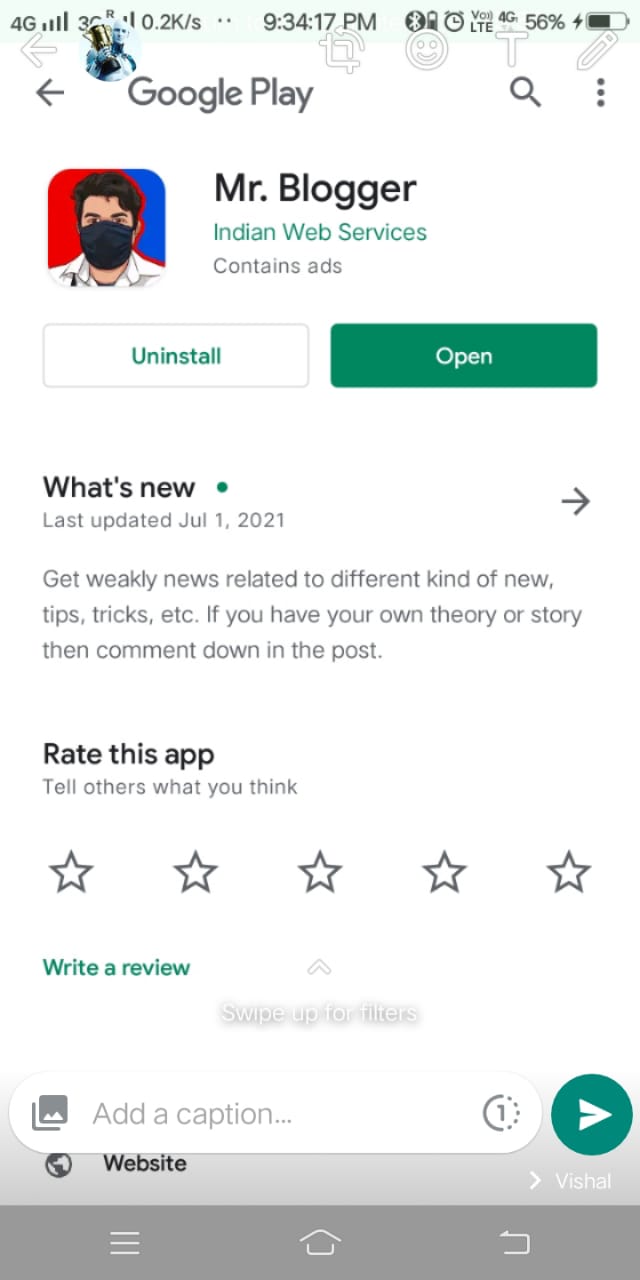 4G 3G R 0.2K/s ·· 9:34:17 PM Vo) LTE 4G 56%
T
Google Play
Mr. Blogger
Indian Web Services
Contains ads
Uninstall
Open
What's new
Last updated Jul 1, 2021
Get weakly news related to different kind of new,
tips, tricks, etc. If you have your own theory or story
then comment down in the post.
Rate this app
Tell others what you think
Write a review
Swipe up for filters
Add a caption...
1
Website
Vishal